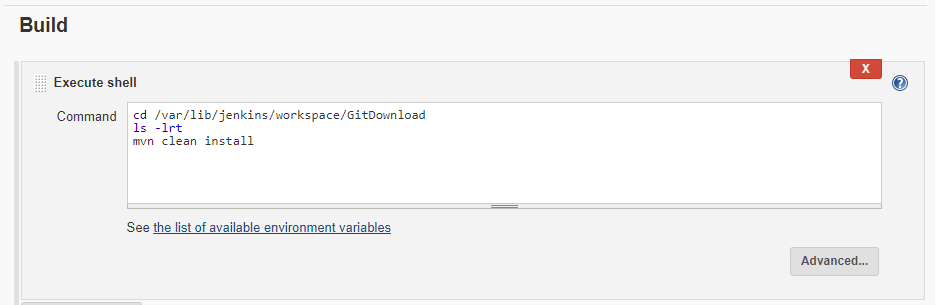 Build
Execute shell
X
?
Command
cd /var/lib/jenkins/workspace/GitDownload
ls -lrt
mvn clean install
See the list of available environment variables
Advanced...